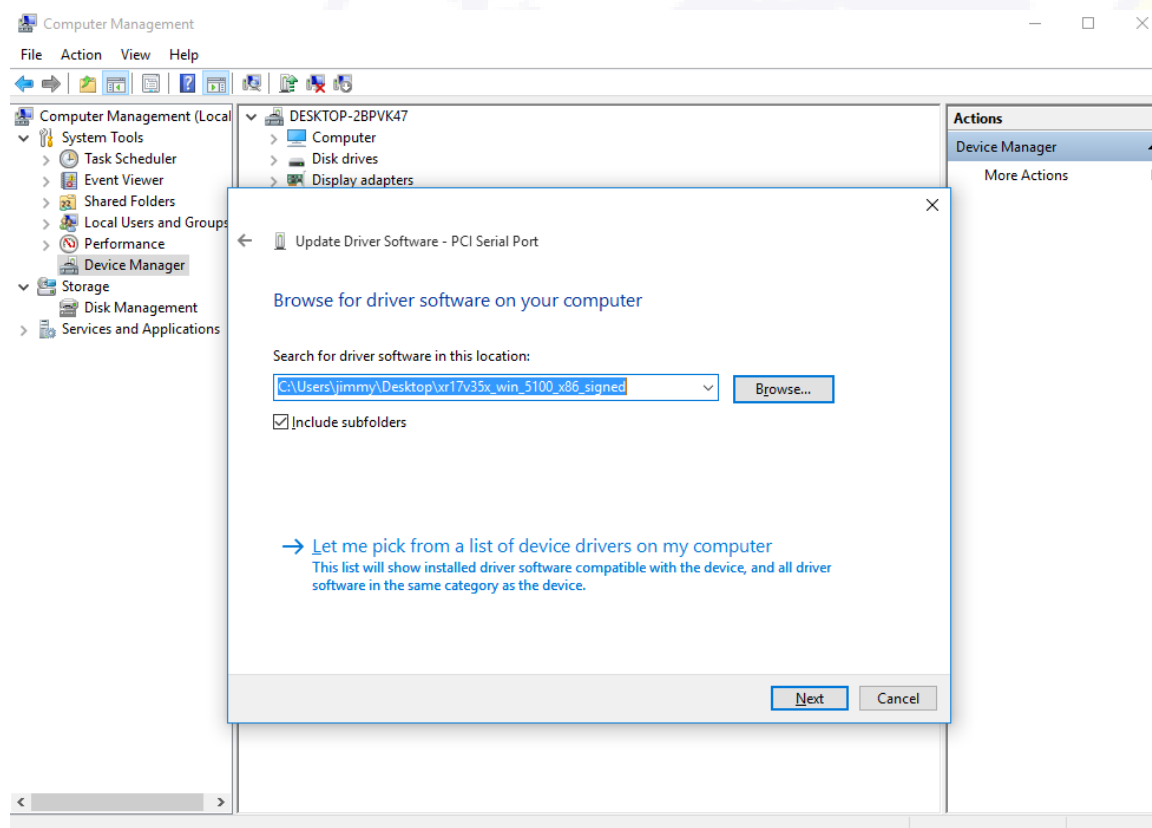 Computer Management
File Action View Help
Computer Management (Local
System Tools
Task Scheduler
Event Viewer
Shared Folders
Local Users and Groups
Performance
Device Manager
Storage
Disk Management
Services and Applications
DESKTOP-2BPVK47
Computer
Disk drives
Display adapters
Actions
Device Manager
More Actions
Update Driver Software - PCI Serial Port
Browse for driver software on your computer
Search for driver software in this location:
C:\Users\jimmy\Desktop\xr17v35x_win_5100_x86_signed
Browse...
Include subfolders
Let me pick from a list of device drivers on my computer
This list will show installed driver software compatible with the device, and all driver
software in the same category as the device.
Next Cancel